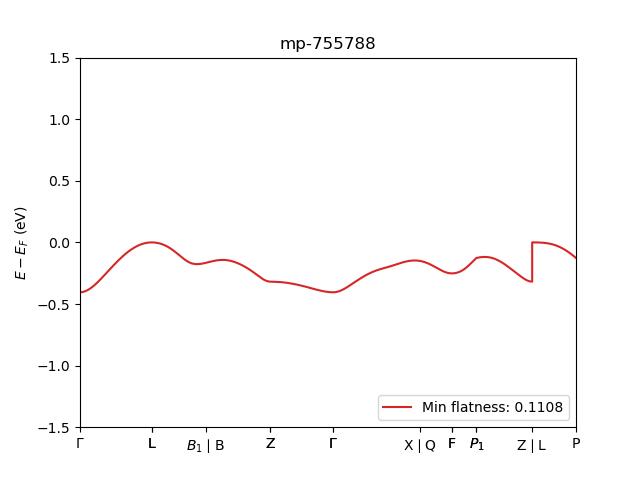 mp-755788
E − E_F (eV)
1.5
1.0
0.5
0.0
−0.5
−1.0
−1.5
Min flatness: 0.1108
Γ L B₁ | B Z Γ X | Q F P₁ Z | L P